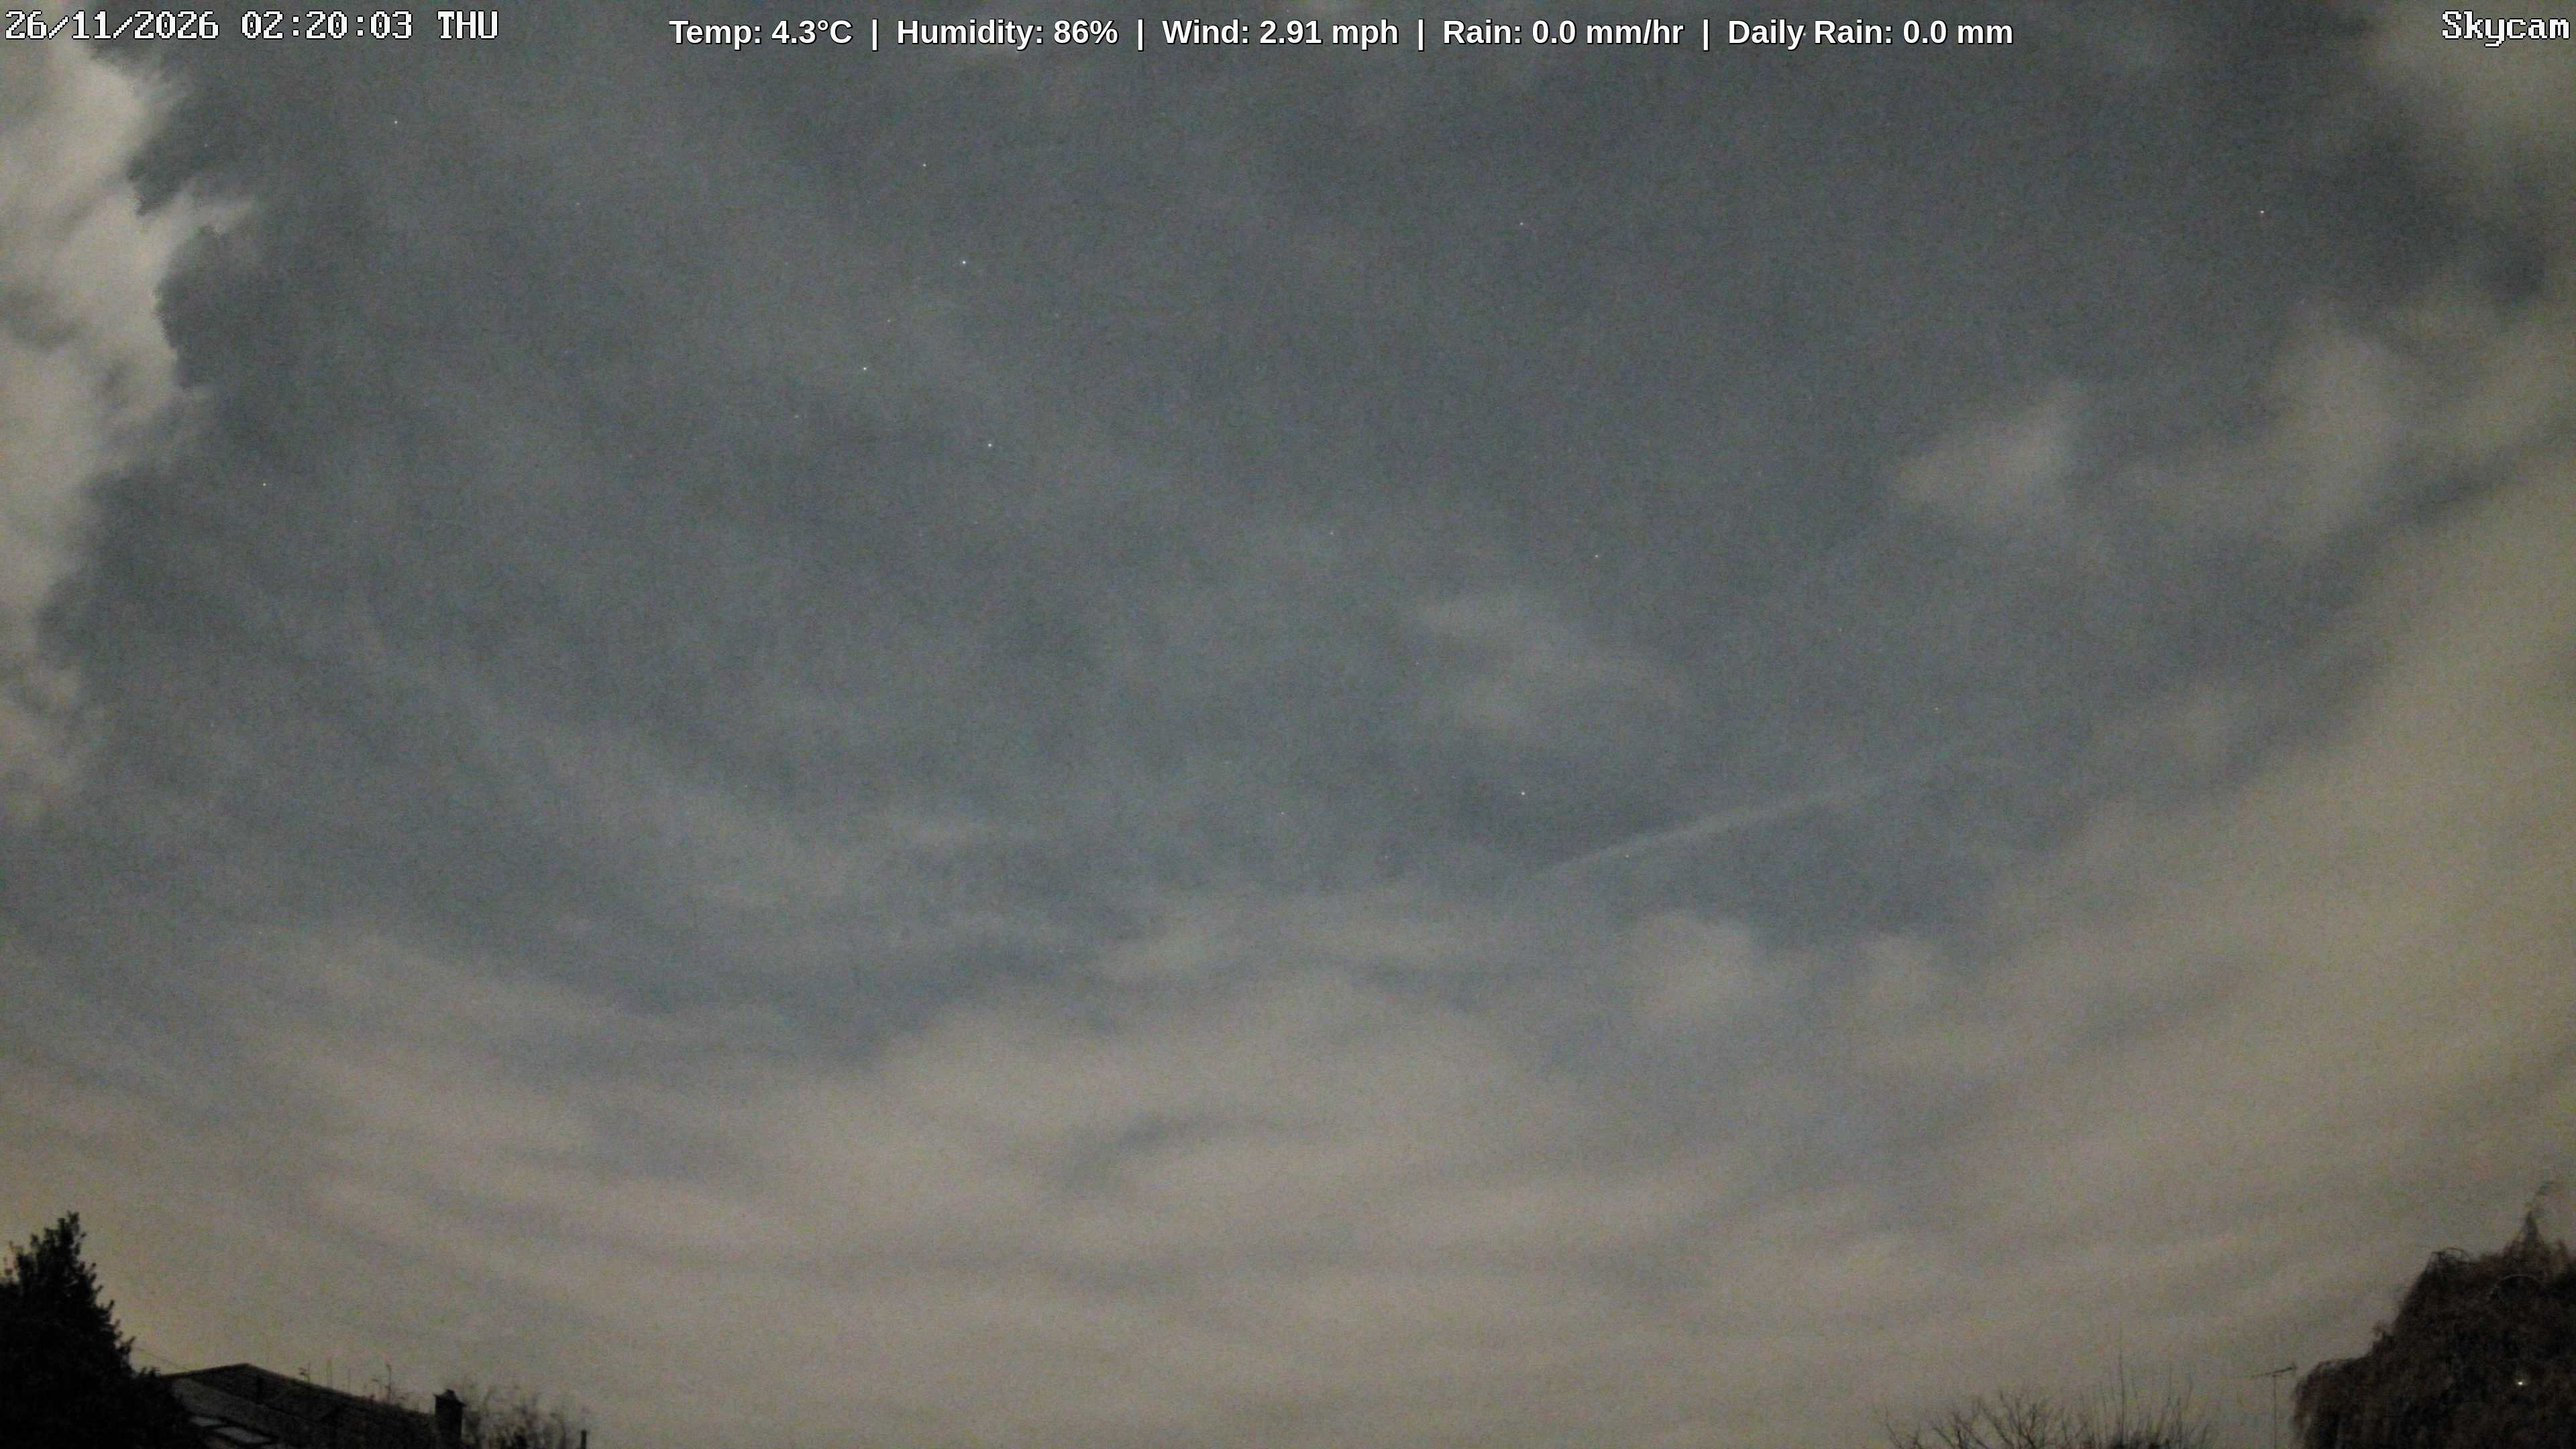 26/11/2026 02:20:03 THU
Temp: 4.3°C | Humidity: 86% | Wind: 2.91 mph | Rain: 0.0 mm/hr | Daily Rain: 0.0 mm
Skycam